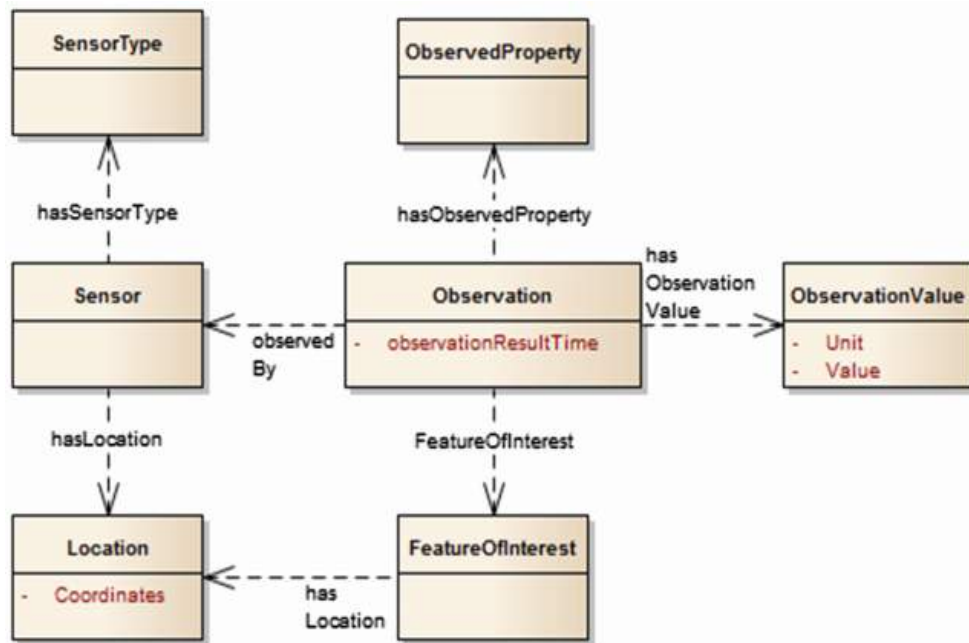 SensorType
ObservedProperty
hasSensorType
hasObservedProperty
Sensor
Observation
- observationResultTime
has
Observation
Value
ObservationValue
- Unit
- Value
observed
By
hasLocation
FeatureOfInterest
Location
- Coordinates
FeatureOfInterest
has
Location